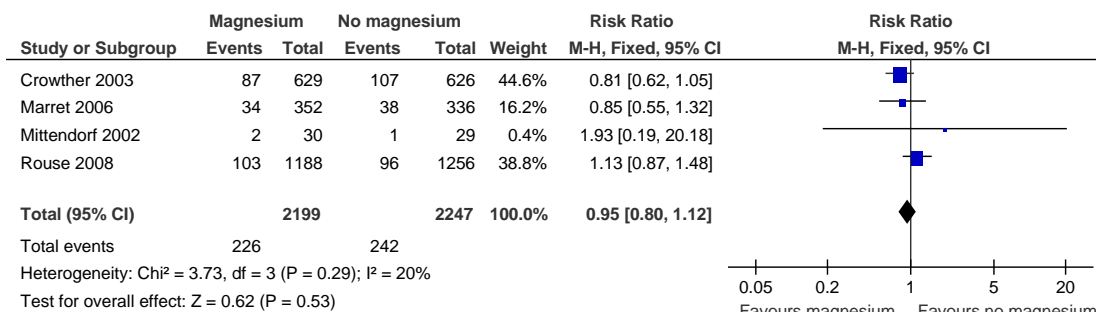 Magnesium No magnesium Risk Ratio Risk Ratio
Study or Subgroup Events Total Events Total Weight M-H, Fixed, 95% CI M-H, Fixed, 95% CI
Crowther 2003 87 629 107 626 44.6% 0.81 [0.62, 1.05]
Marret 2006 34 352 38 336 16.2% 0.85 [0.55, 1.32]
Mittendorf 2002 2 30 1 29 0.4% 1.93 [0.19, 20.18]
Rouse 2008 103 1188 96 1256 38.8% 1.13 [0.87, 1.48]
Total (95% CI) 2199 2247 100.0% 0.95 [0.80, 1.12]
Total events 226 242
Heterogeneity: Chi² = 3.73, df = 3 (P = 0.29); I² = 20%
Test for overall effect: Z = 0.62 (P = 0.53)
0.05 0.2 1 5 20
Favours magnesium Favours no magnesium